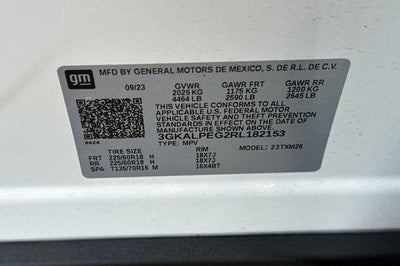 gm MFD BY GENERAL MOTORS DE MEXICO, S. DE R.L. DE C.V.
09/23 GVWR GAWR FRT GAWR RR
2025 KG 1175 KG 1200 KG
4464 LB 2590 LB 2645 LB
THIS VEHICLE CONFORMS TO ALL
APPLICABLE U.S. FEDERAL MOTOR
VEHICLE SAFETY AND THEFT PREVENTION
STANDARDS IN EFFECT ON THE DATE OF
MANUFACTURE SHOWN ABOVE.
3GKALPEG2RL182153
8624 TYPE: MPV MODEL: 23TXM26
TIRE SIZE RIM
FRT 225/60R18 H 18X7J
RR 225/60R18 H 18X7J
SPA T135/70R16 M 16X4BT